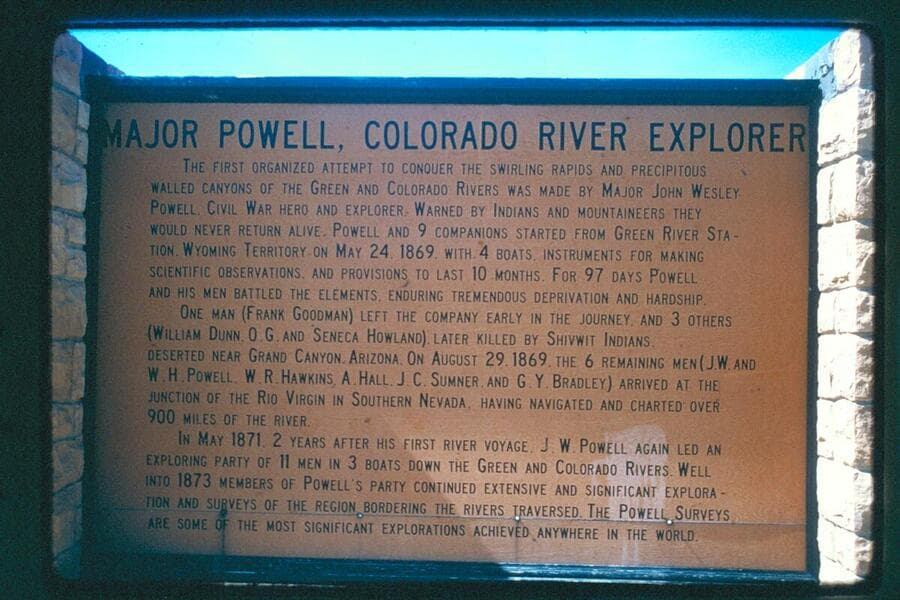 MAJOR POWELL, COLORADO RIVER EXPLORER
THE FIRST ORGANIZED ATTEMPT TO CONQUER THE SWIRLING RAPIDS AND PRECIPITOUS
WALLED CANYONS OF THE GREEN AND COLORADO RIVERS WAS MADE BY MAJOR JOHN WESLEY
POWELL, CIVIL WAR HERO AND EXPLORER. WARNED BY INDIANS AND MOUNTAINEERS THEY
WOULD NEVER RETURN ALIVE, POWELL AND 9 COMPANIONS STARTED FROM GREEN RIVER STA-
TION, WYOMING TERRITORY ON MAY 24, 1869, WITH 4 BOATS, INSTRUMENTS FOR MAKING
SCIENTIFIC OBSERVATIONS, AND PROVISIONS TO LAST 10 MONTHS. FOR 97 DAYS POWELL
AND HIS MEN BATTLED THE ELEMENTS, ENDURING TREMENDOUS DEPRIVATION AND HARDSHIP.
ONE MAN (FRANK GOODMAN) LEFT THE COMPANY EARLY IN THE JOURNEY, AND 3 OTHERS
(WILLIAM DUNN, O.G. AND SENECA HOWLAND), LATER KILLED BY SHIVWIT INDIANS,
DESERTED NEAR GRAND CANYON, ARIZONA. ON AUGUST 29, 1869, THE 6 REMAINING MEN (J.W. AND
W.H. POWELL, W.R. HAWKINS, A. HALL, J.C. SUMNER, AND G.Y. BRADLEY) ARRIVED AT THE
JUNCTION OF THE RIO VIRGIN IN SOUTHERN NEVADA, HAVING NAVIGATED AND CHARTED OVER
900 MILES OF THE RIVER.
IN MAY 1871, 2 YEARS AFTER HIS FIRST RIVER VOYAGE, J.W. POWELL AGAIN LED AN
EXPLORING PARTY OF 11 MEN IN 3 BOATS DOWN THE GREEN AND COLORADO RIVERS. WELL
INTO 1873 MEMBERS OF POWELL'S PARTY CONTINUED EXTENSIVE AND SIGNIFICANT EXPLORA-
TION AND SURVEYS OF THE REGION BORDERING THE RIVERS TRAVERSED. THE POWELL SURVEYS
ARE SOME OF THE MOST SIGNIFICANT EXPLORATIONS ACHIEVED ANYWHERE IN THE WORLD.